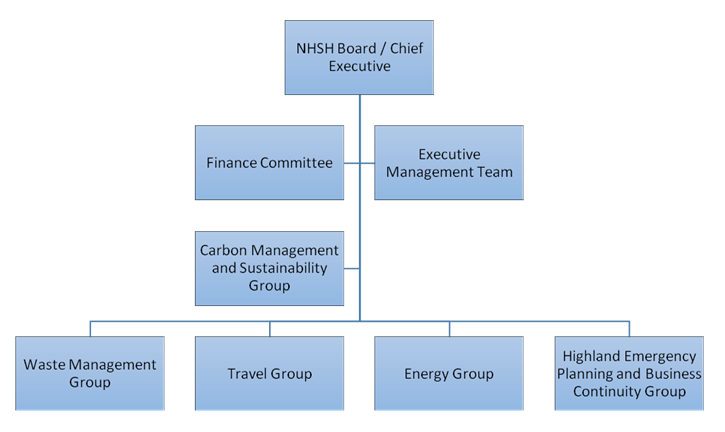 NHSH Board / Chief
Executive
Finance Committee
Executive
Management Team
Carbon Management
and Sustainability
Group
Waste Management
Group
Travel Group
Energy Group
Highland Emergency
Planning and Business
Continuity Group